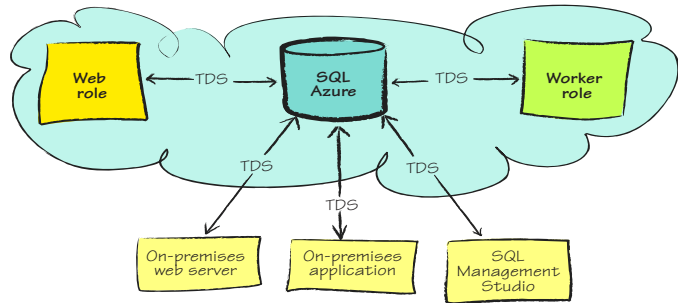 Web
role
TDS
SQL
Azure
TDS
Worker
role
TDS
TDS
TDS
On-premises
web server
On-premises
application
SQL
Management
Studio